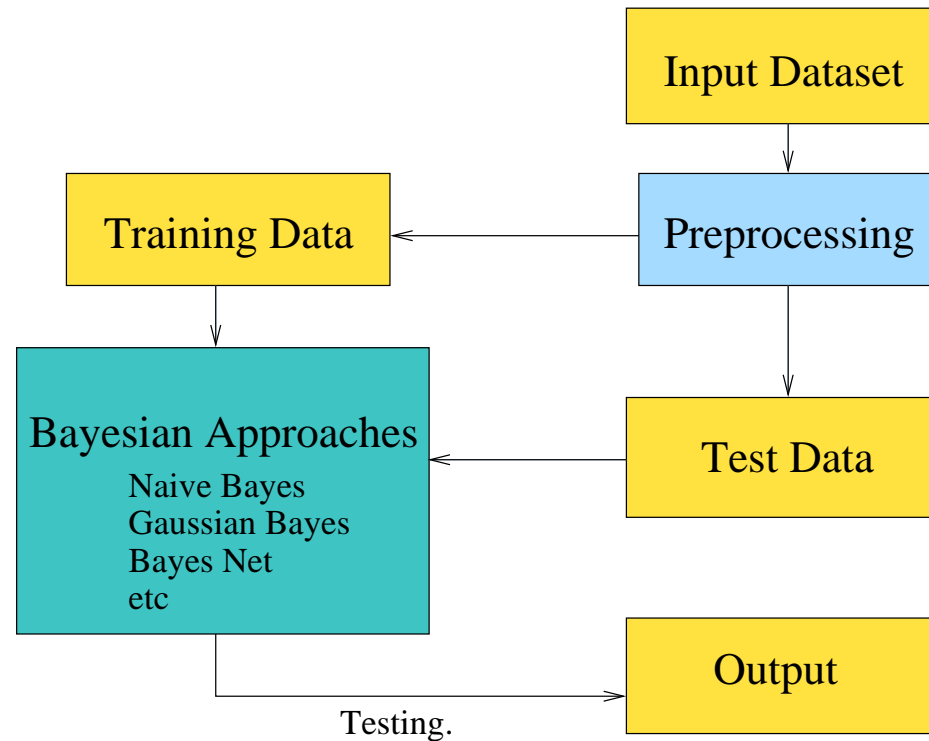 Input Dataset
Training Data
Preprocessing
Bayesian Approaches
Naive Bayes
Gaussian Bayes
Bayes Net
etc
Test Data
Output
Testing.